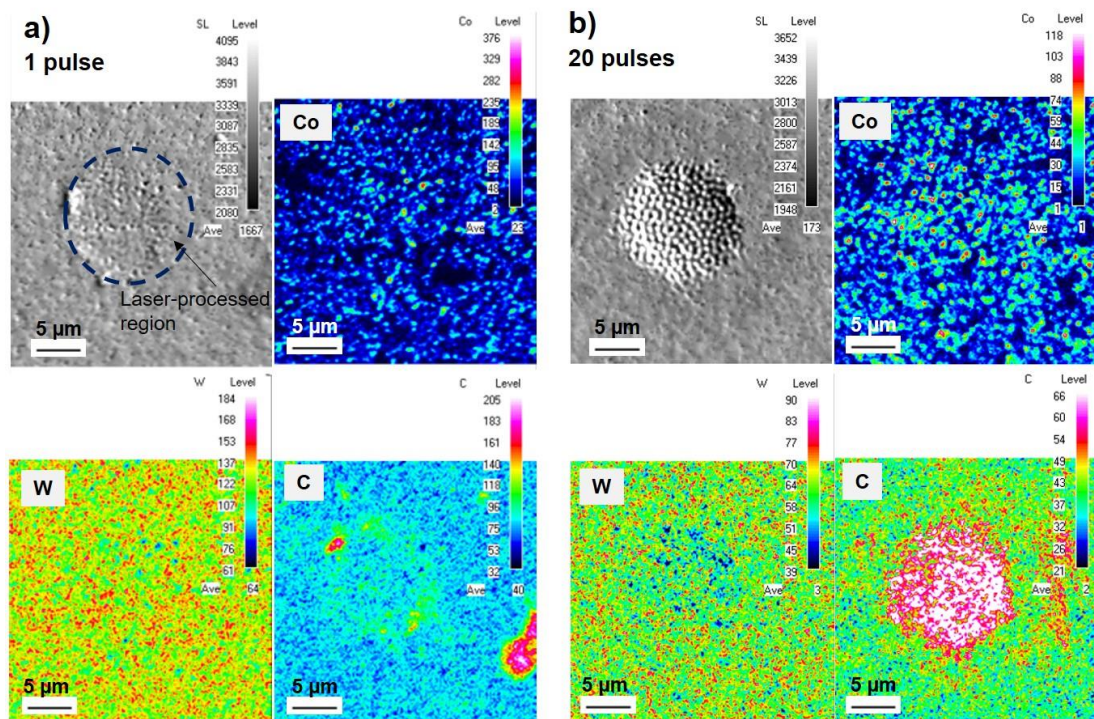 a)
1 pulse
SL Level
4095
3843
3591
3339
3087
2835
2583
2331
2080
Ave 1667
Laser-processed
region
5 μm
Co Level
376
329
282
235
189
142
95
48
2
Ave 23
Co
5 μm
W Level
184
168
153
137
122
107
91
76
61
Ave 64
W
5 μm
C Level
205
183
161
140
118
96
75
53
32
Ave 40
C
5 μm
b)
20 pulses
SL Level
3652
3439
3226
3013
2800
2587
2374
2161
1948
Ave 173
5 μm
Co Level
118
103
88
74
59
44
30
15
1
Ave 1
Co
5 μm
W Level
90
83
77
70
64
58
51
45
39
Ave 3
W
5 μm
C Level
66
60
54
49
43
37
32
26
21
Ave 2
C
5 μm